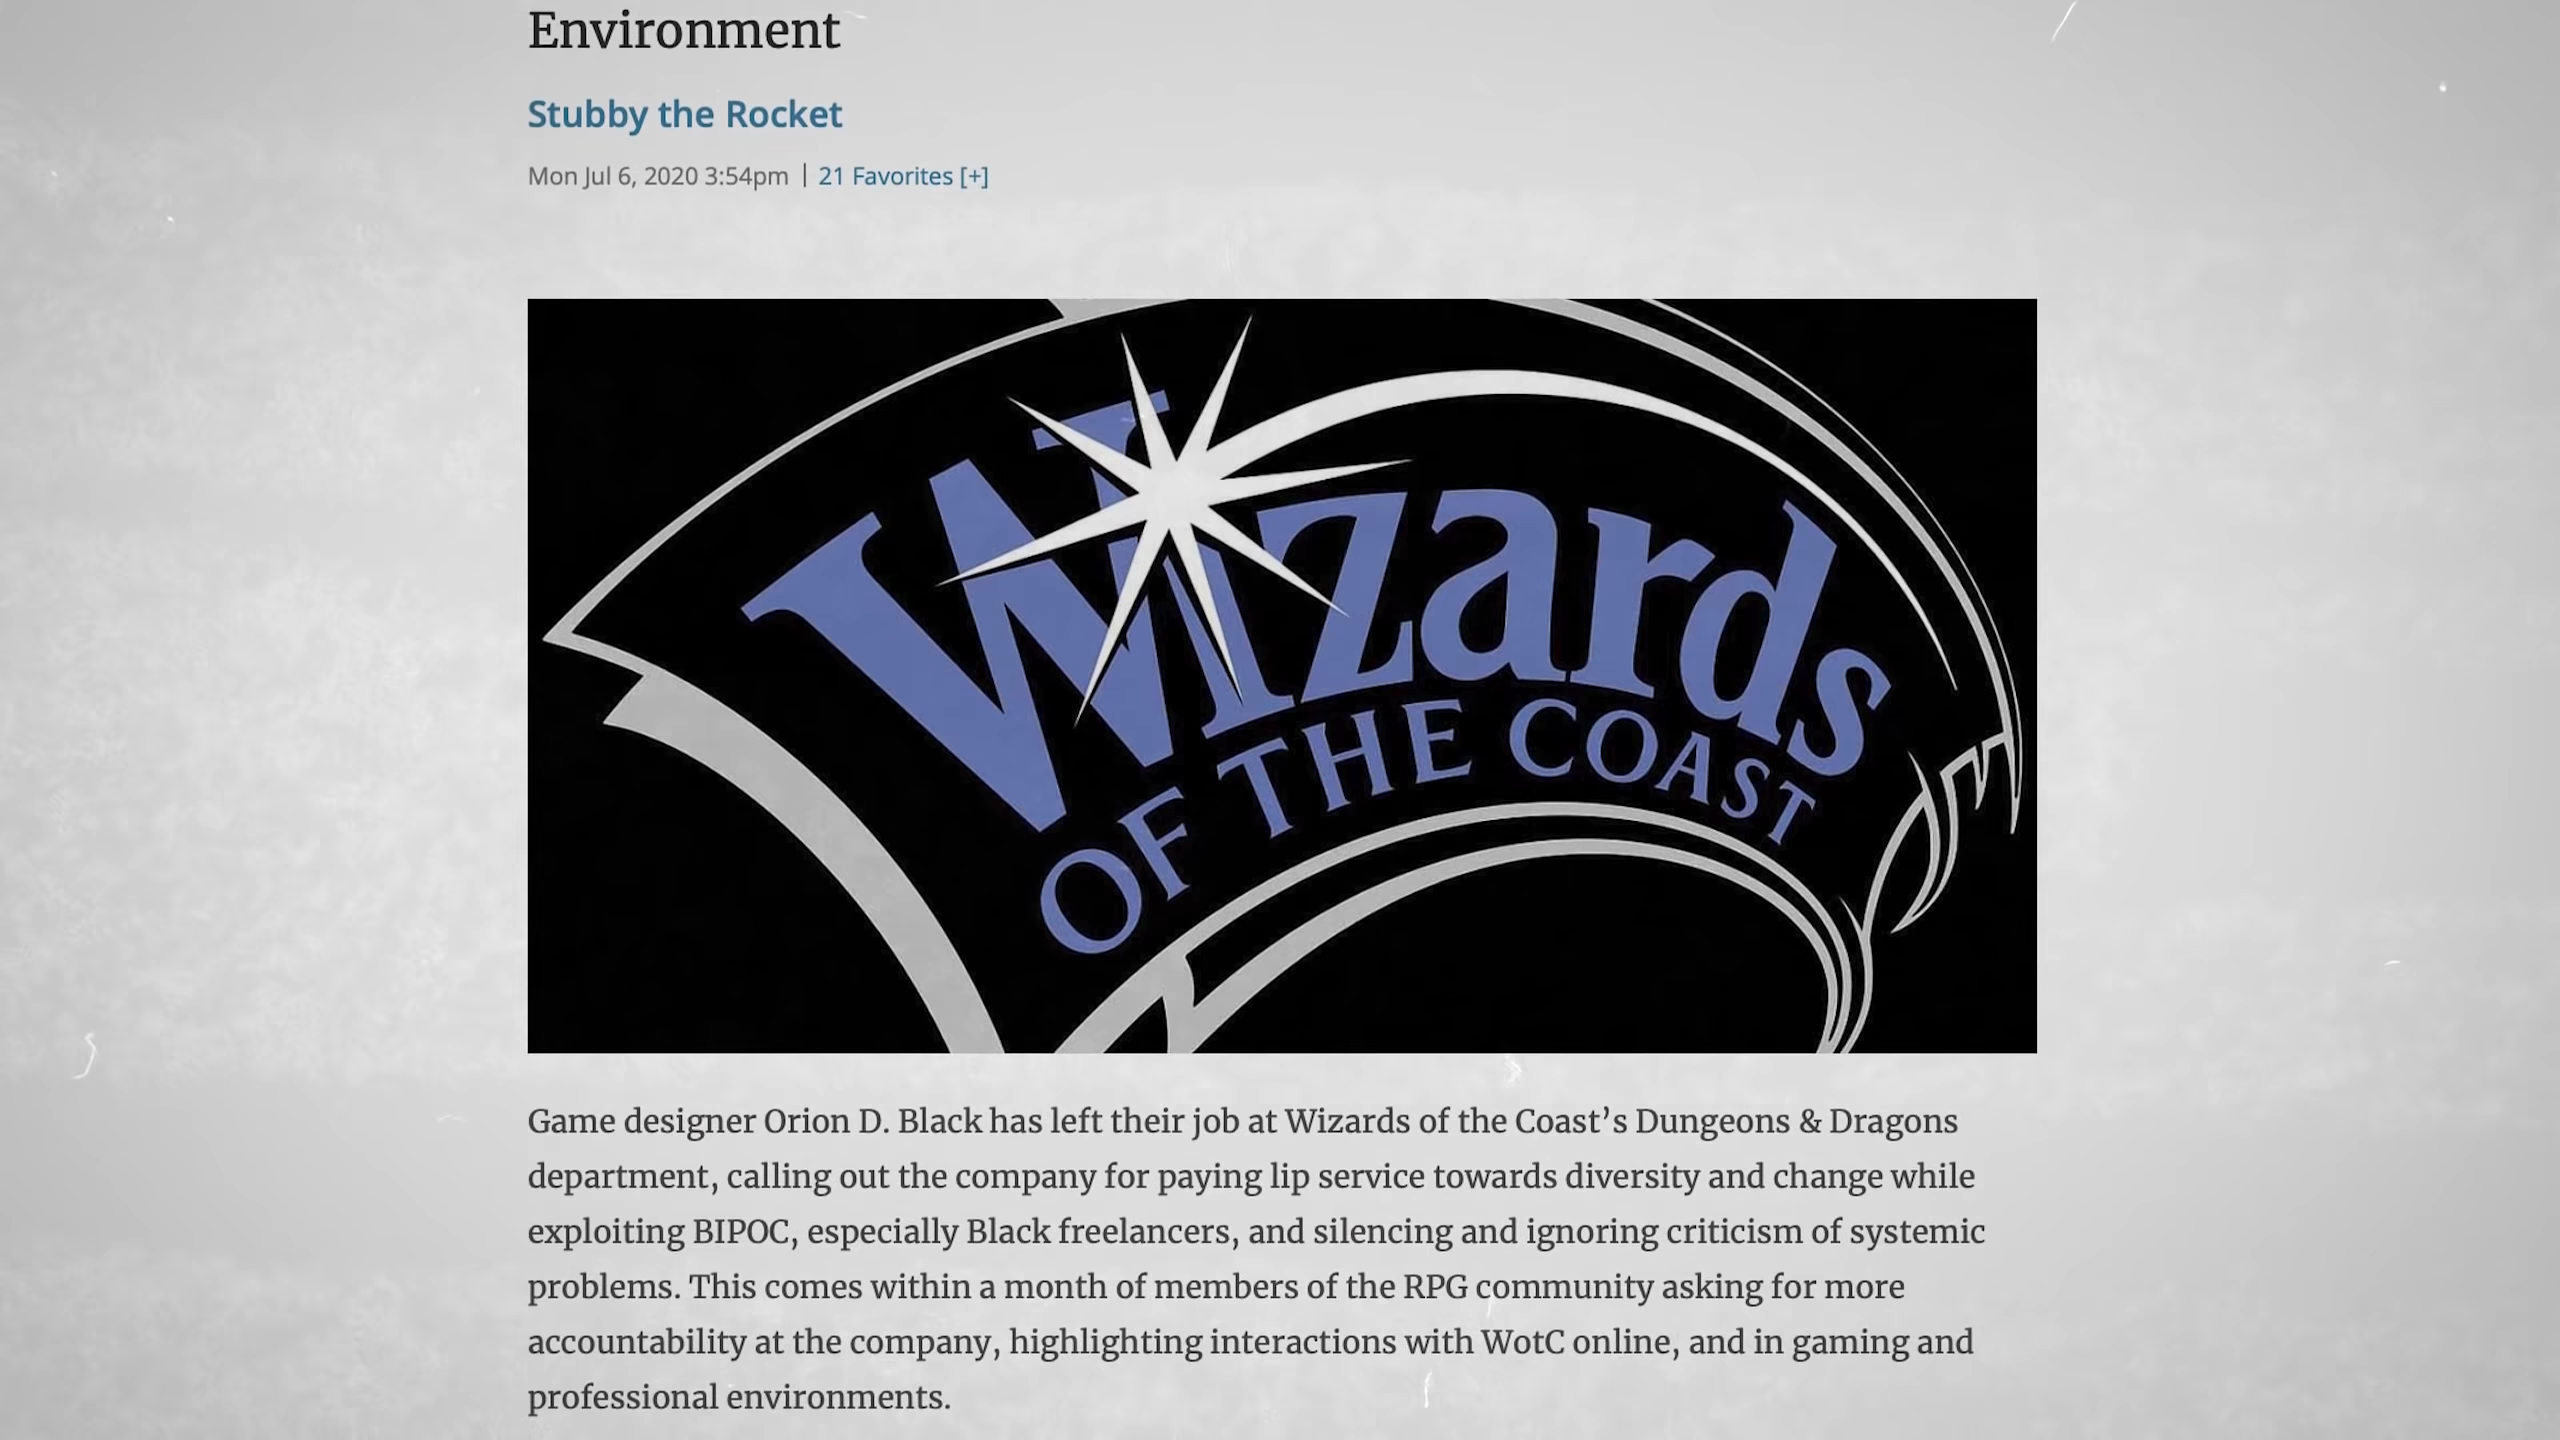 Environment
Stubby the Rocket
Mon Jul 6, 2020 3:54pm | 21 Favorites [+]
Wizards
OF THE COAST
Game designer Orion D. Black has left their job at Wizards of the Coast’s Dungeons & Dragons
department, calling out the company for paying lip service towards diversity and change while
exploiting BIPOC, especially Black freelancers, and silencing and ignoring criticism of systemic
problems. This comes within a month of members of the RPG community asking for more
accountability at the company, highlighting interactions with WotC online, and in gaming and
professional environments.